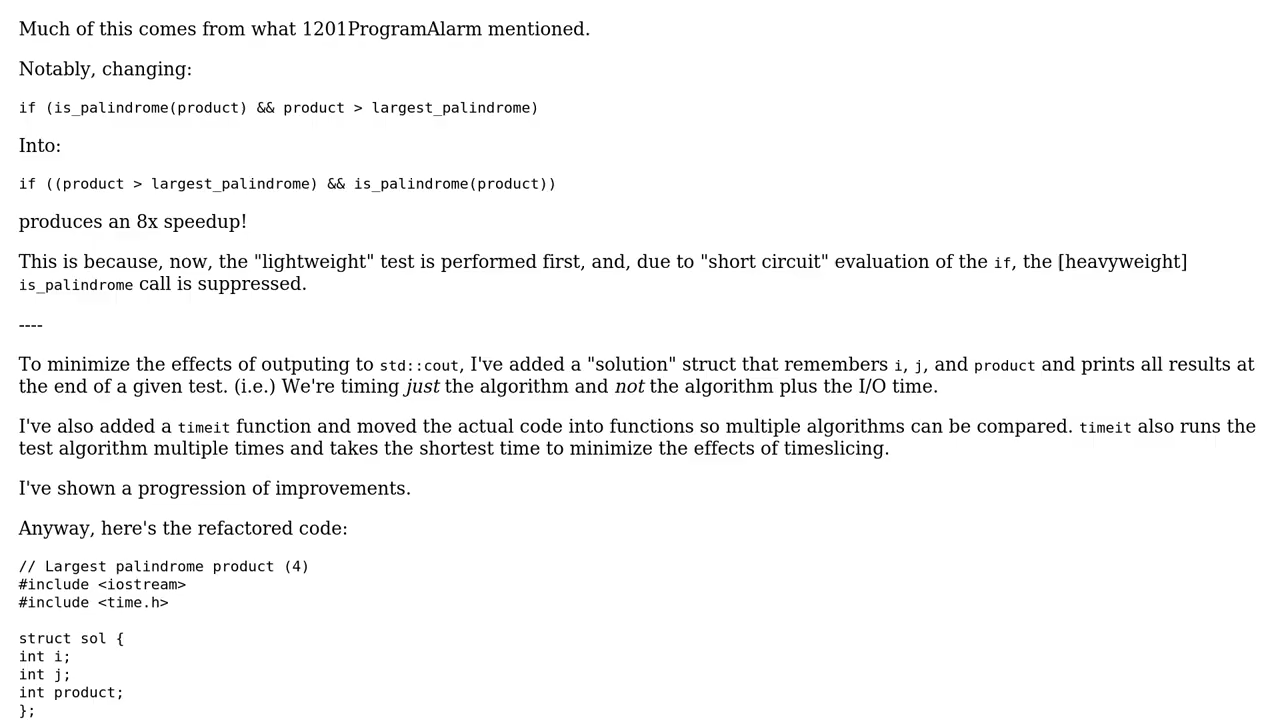 Much of this comes from what 1201ProgramAlarm mentioned.
Notably, changing:
if (is_palindrome(product) && product > largest_palindrome)
Into:
if ((product > largest_palindrome) && is_palindrome(product))
produces an 8x speedup!
This is because, now, the "lightweight" test is performed first, and, due to "short circuit" evaluation of the if, the [heavyweight]
is_palindrome call is suppressed.
----
To minimize the effects of outputing to std::cout, I've added a "solution" struct that remembers i, j, and product and prints all results at
the end of a given test. (i.e.) We're timing just the algorithm and not the algorithm plus the I/O time.
I've also added a timeit function and moved the actual code into functions so multiple algorithms can be compared. timeit also runs the
test algorithm multiple times and takes the shortest time to minimize the effects of timeslicing.
I've shown a progression of improvements.
Anyway, here's the refactored code:
// Largest palindrome product (4)
#include <iostream>
#include <time.h>
struct sol {
int i;
int j;
int product;
};